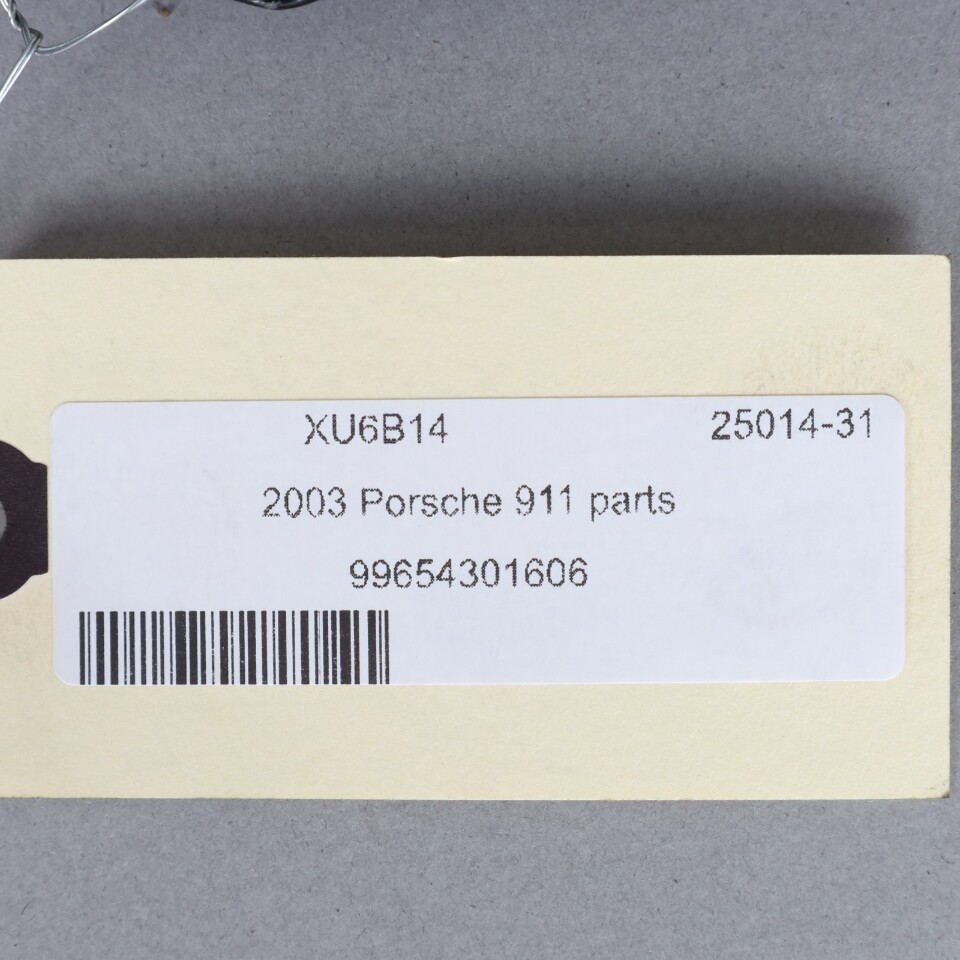 XU6B14 25014-31
2003 Porsche 911 parts
99654301606